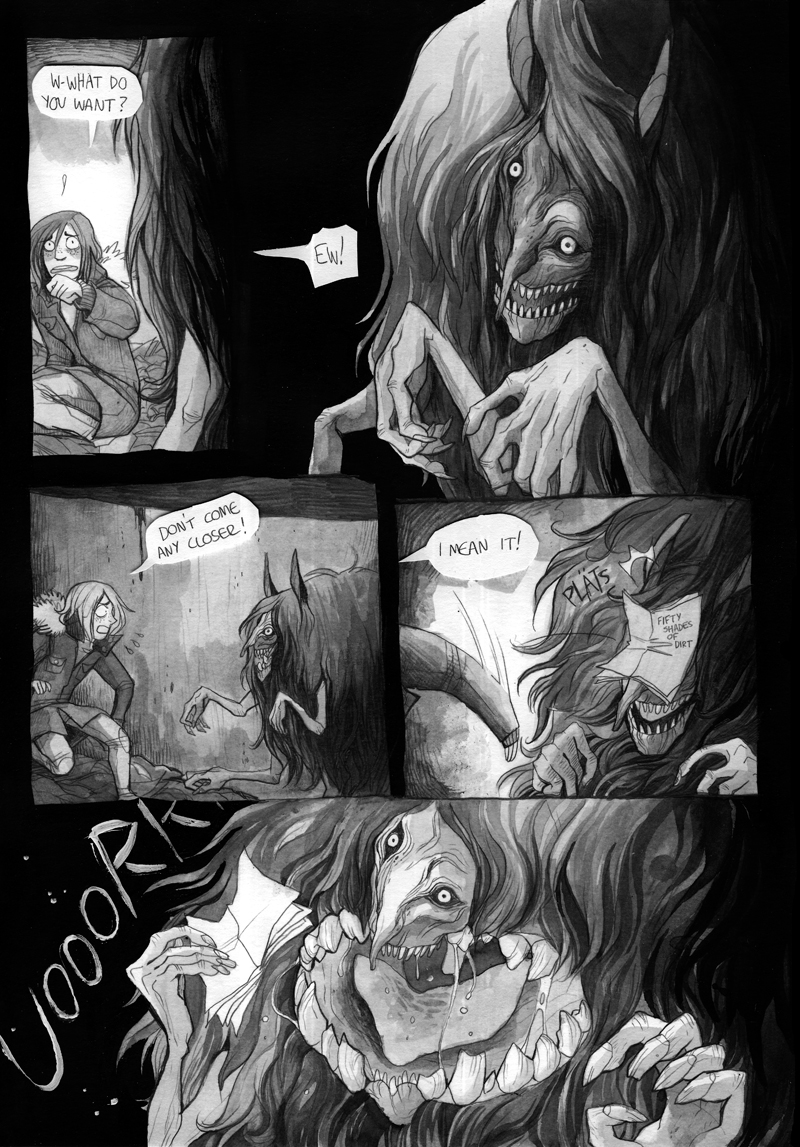 W-WHAT DO
YOU WANT?
EW!
DON'T COME
ANY CLOSER!
I MEAN IT!
PLÄTS
FIFTY
SHADES
OF
DIRT
UOOORK